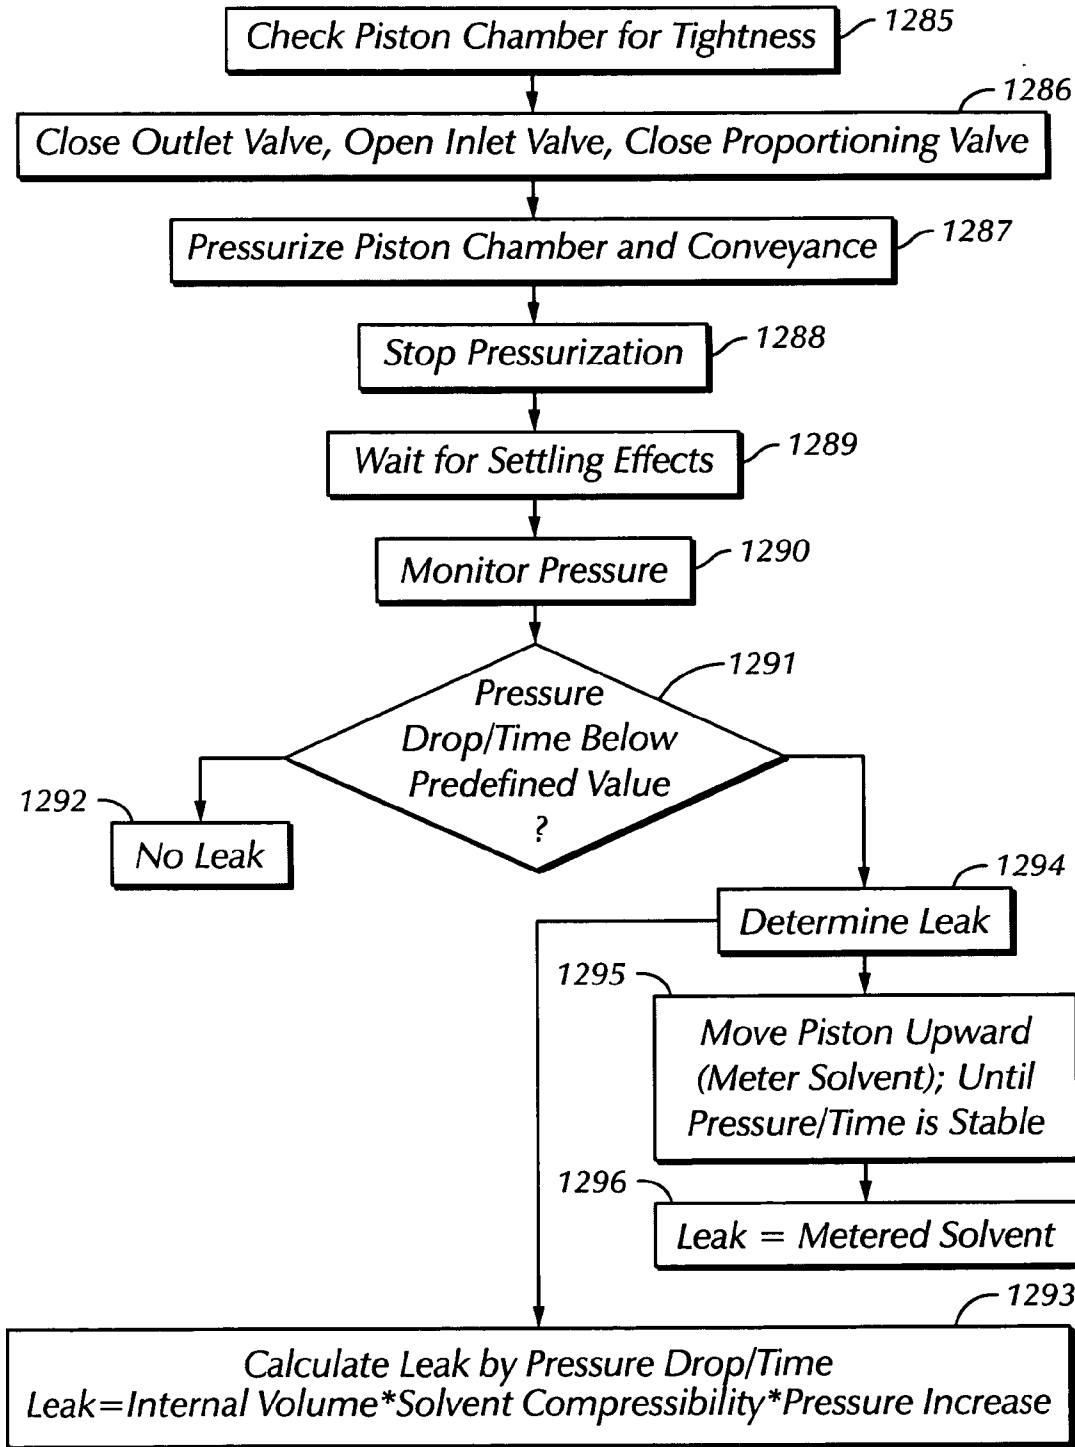 Check Piston Chamber for Tightness
1285
1286
Close Outlet Valve, Open Inlet Valve, Close Proportioning Valve
Pressurize Piston Chamber and Conveyance
1287
Stop Pressurization
1288
Wait for Settling Effects
1289
Monitor Pressure
1290
1291
Pressure
Drop/Time Below
Predefined Value
?
1292
No Leak
1294
Determine Leak
1295
Move Piston Upward
(Meter Solvent); Until
Pressure/Time is Stable
1296
Leak = Metered Solvent
1293
Calculate Leak by Pressure Drop/Time
Leak=Internal Volume*Solvent Compressibility*Pressure Increase